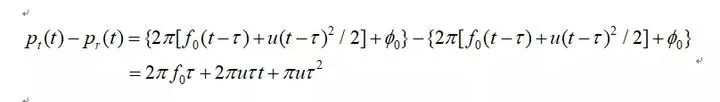 p_t(t) − p_r(t) = {2π[f_0(t−τ) + u(t−τ)^2 / 2] + ϕ_0} − {2π[f_0(t−τ) + u(t−τ)^2 / 2] + ϕ_0}
= 2πf_0τ + 2πuτt + πuτ^2